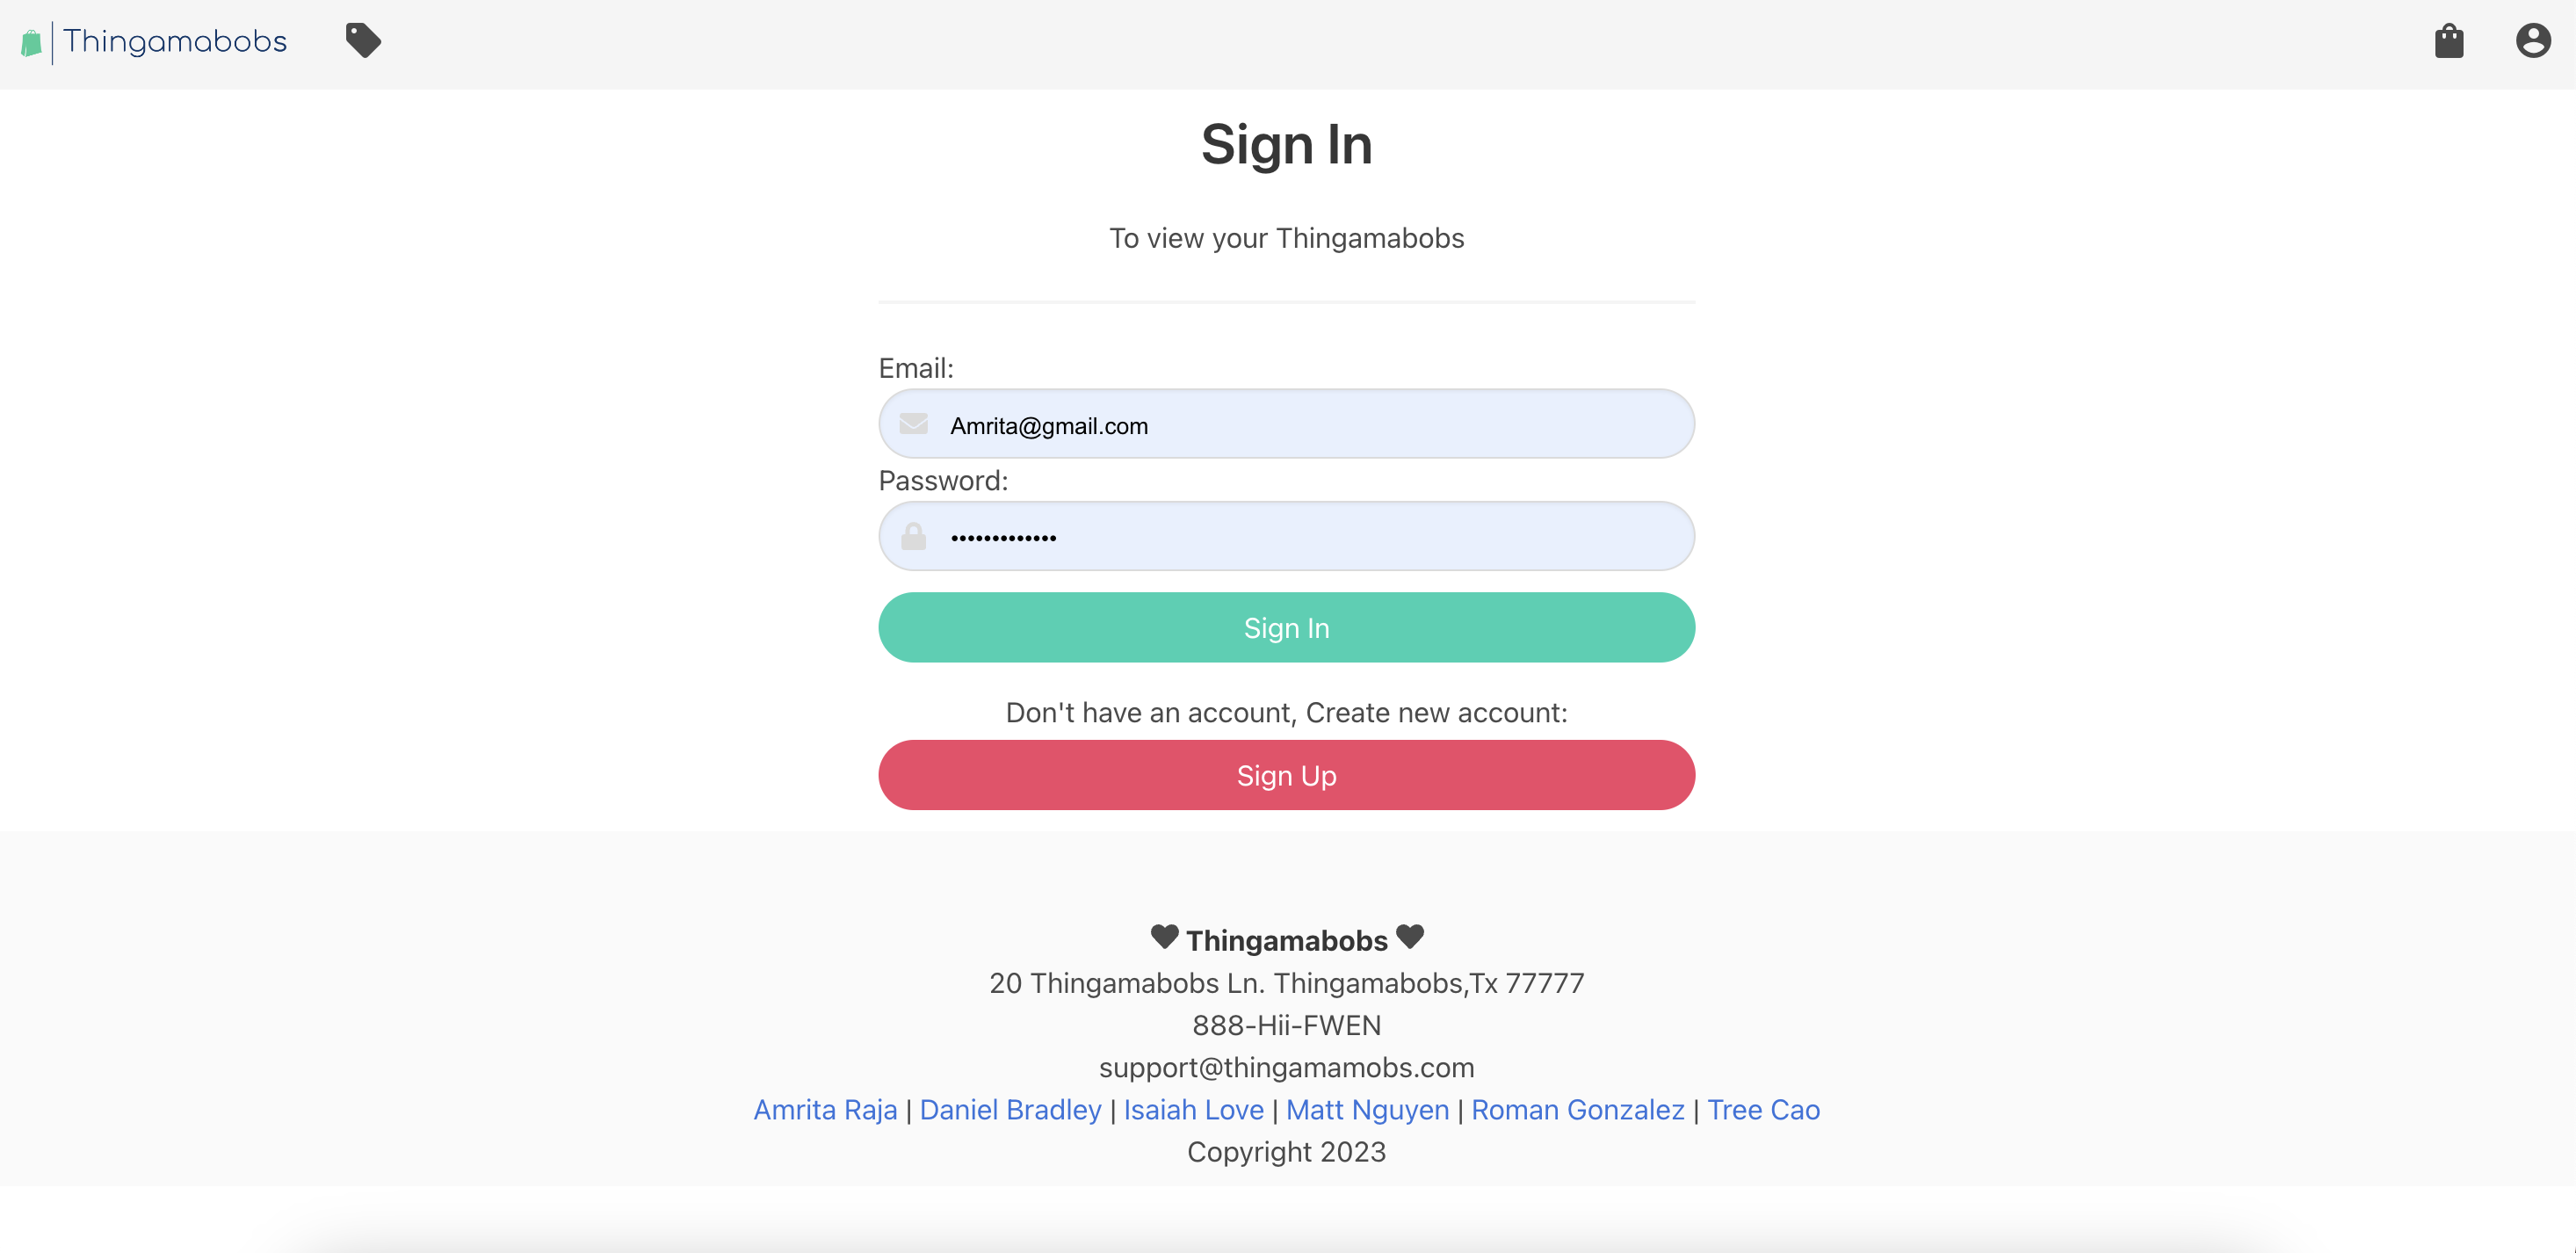 Thingamabobs
Sign In
To view your Thingamabobs
Email:
Amrita@gmail.com
Password:
•••••••••••••
Sign In
Don't have an account, Create new account:
Sign Up
Thingamabobs
20 Thingamabobs Ln. Thingamabobs,Tx 77777
888-Hii-FWEN
support@thingamamobs.com
Amrita Raja | Daniel Bradley | Isaiah Love | Matt Nguyen | Roman Gonzalez | Tree Cao
Copyright 2023